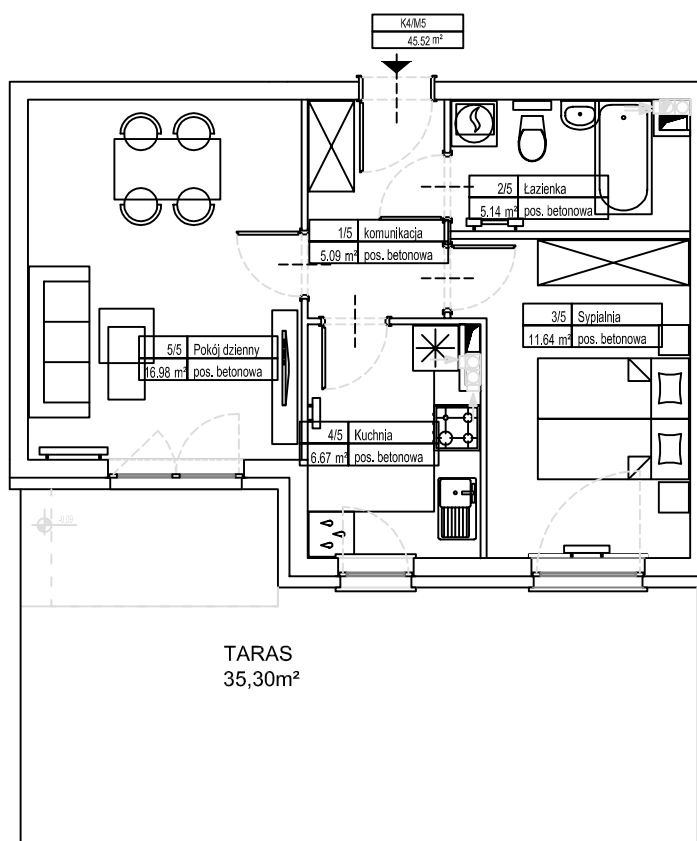 K4/M5
45.52 m²
2/5 Łazienka
5.14 m² pos. betonowa
1/5 komunikacja
5.09 m² pos. betonowa
3/5 Sypialnia
11.64 m² pos. betonowa
5/5 Pokój dzienny
16.98 m² pos. betonowa
4/5 Kuchnia
6.67 m² pos. betonowa
TARAS
35,30m²